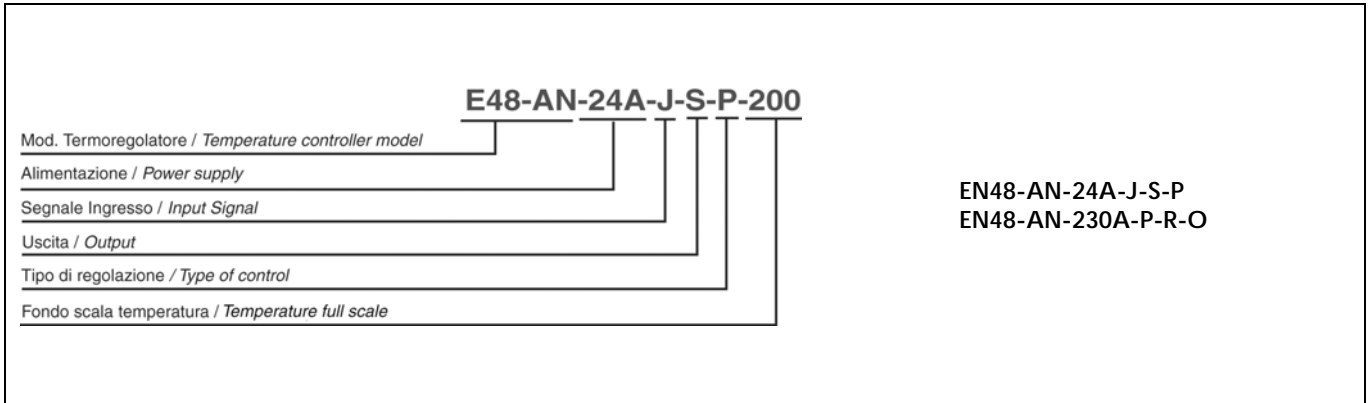 E48-AN-24A-J-S-P-200
Mod. Termoregolatore / Temperature controller model
Alimentazione / Power supply
Segnale Ingresso / Input Signal
Uscita / Output
Tipo di regolazione / Type of control
Fondo scala temperatura / Temperature full scale
EN48-AN-24A-J-S-P
EN48-AN-230A-P-R-O